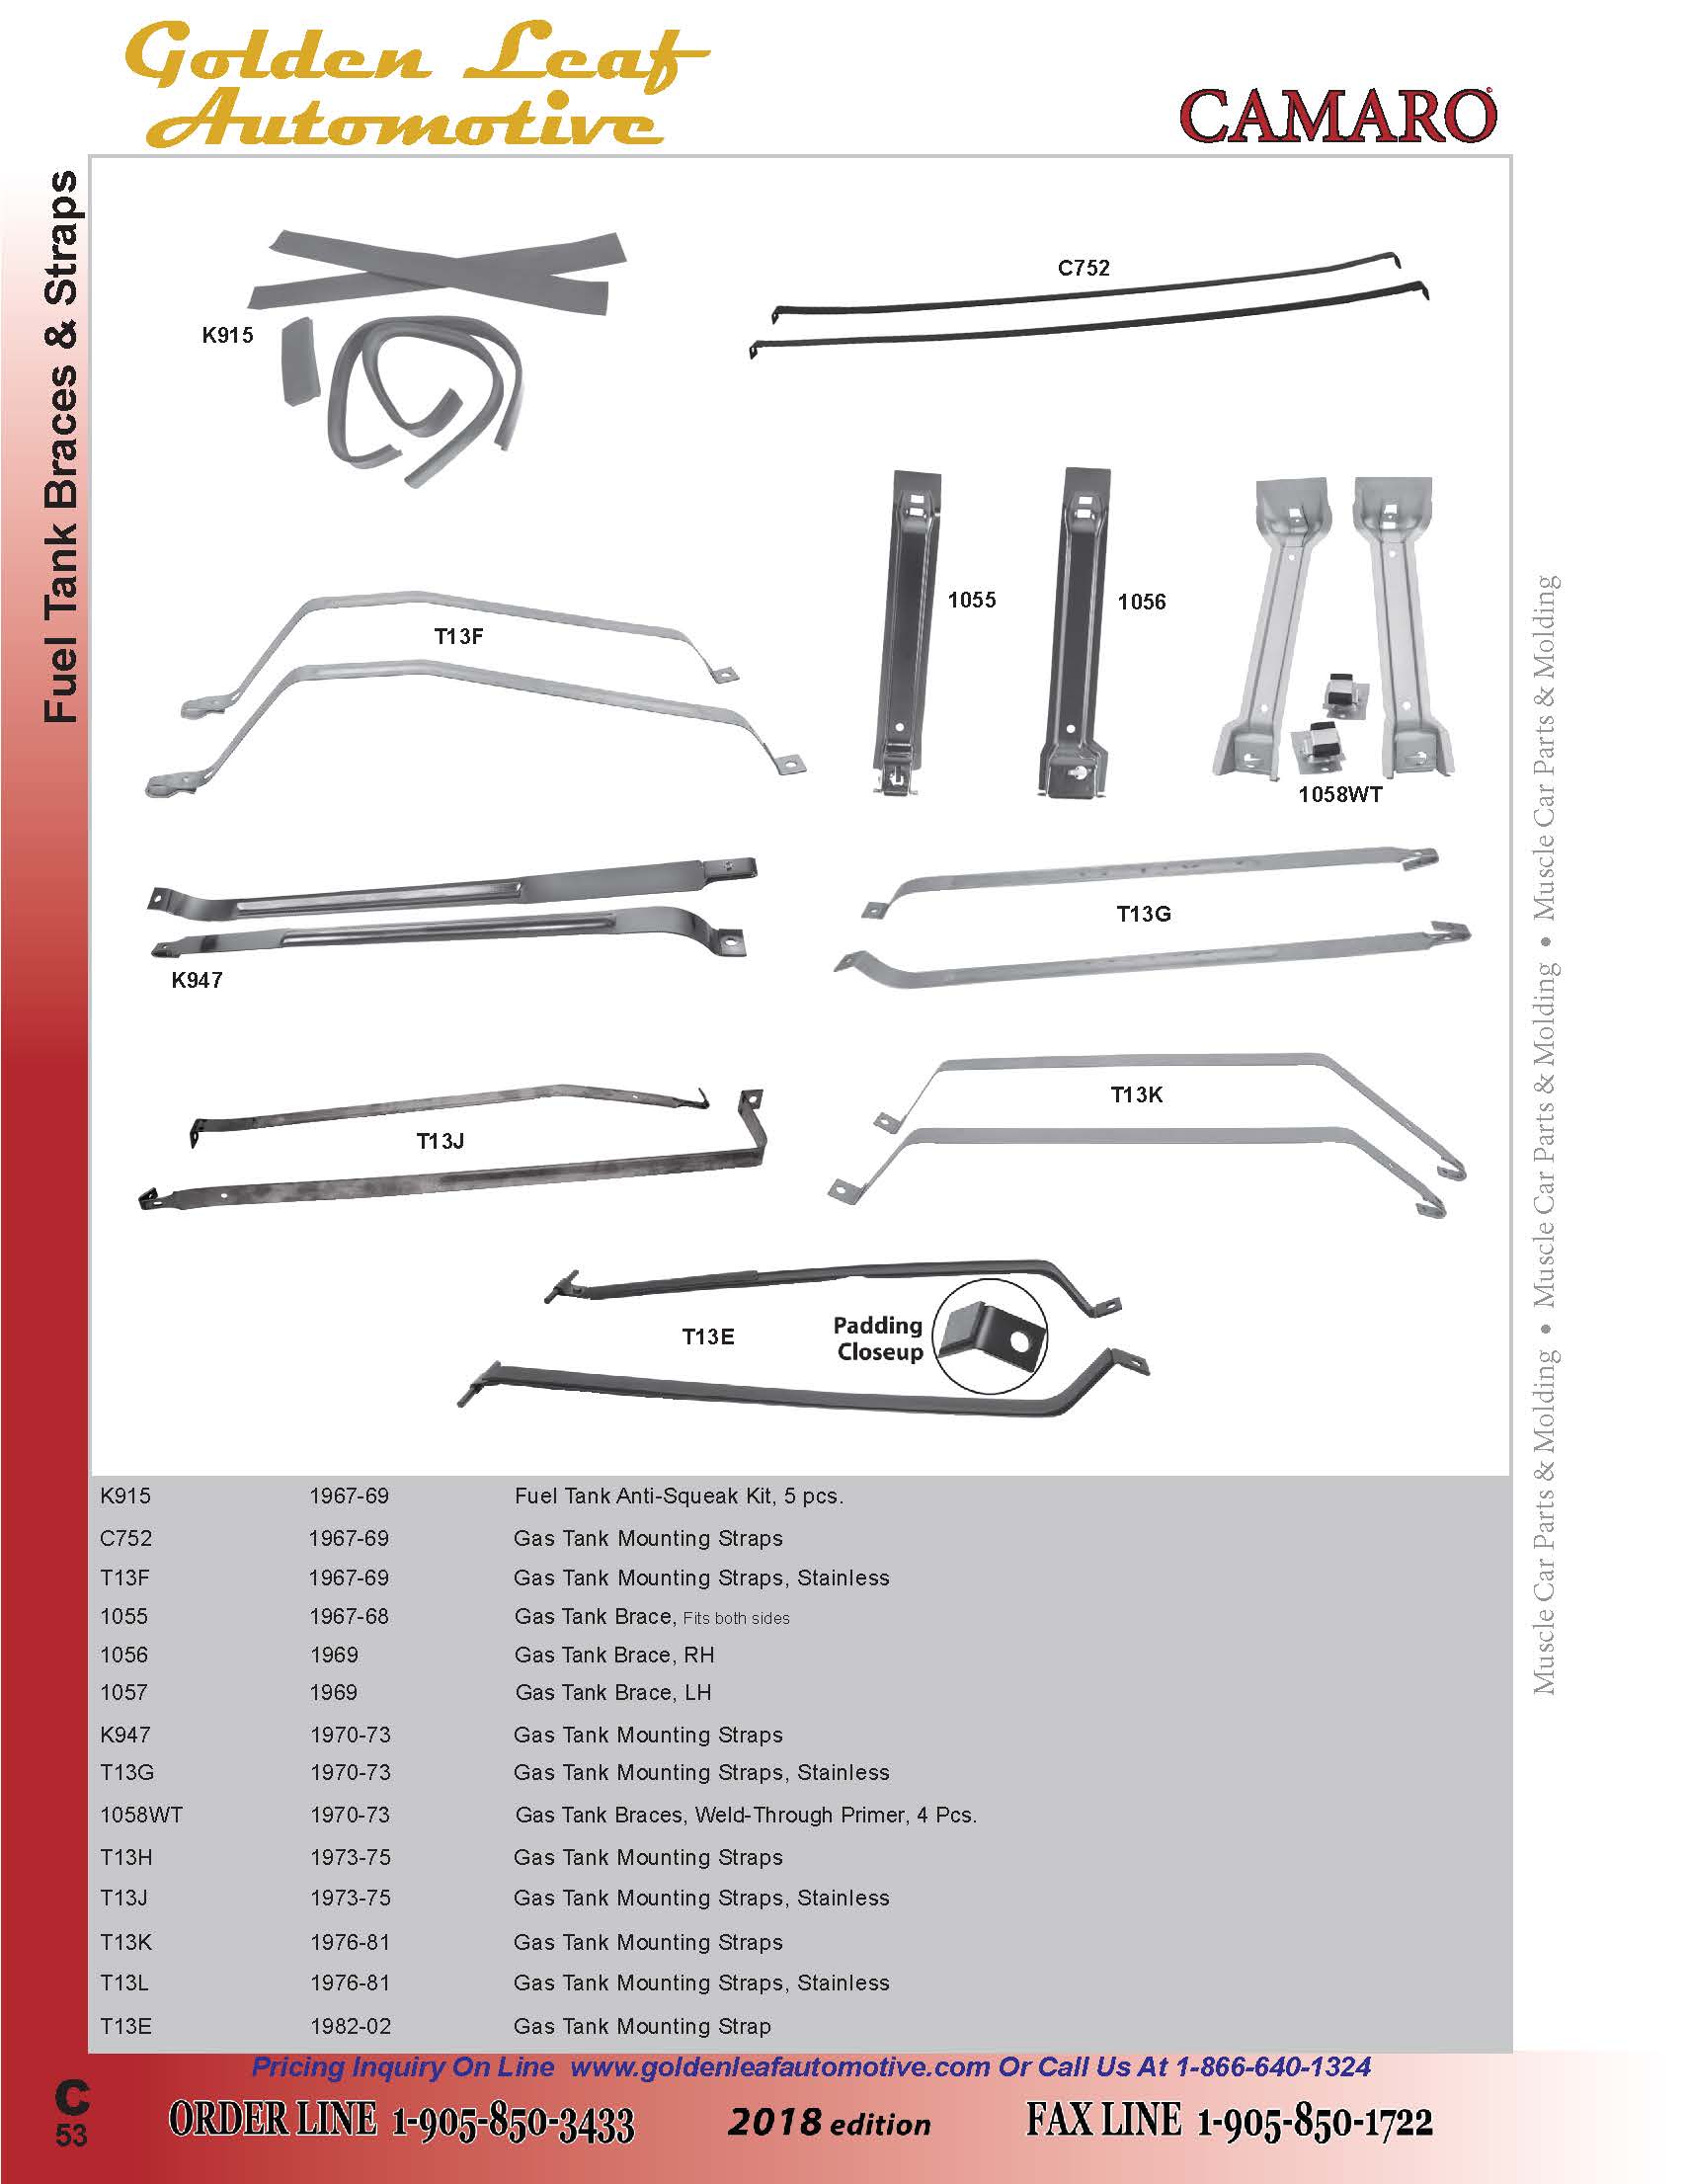 Golden Leaf
Automotive
CAMARO®
Fuel Tank Braces & Straps
K915
C752
1055
1056
T13F
1058WT
K947
T13G
T13J
T13K
T13E
Padding
Closeup
K915 1967-69 Fuel Tank Anti-Squeak Kit, 5 pcs.
C752 1967-69 Gas Tank Mounting Straps
T13F 1967-69 Gas Tank Mounting Straps, Stainless
1055 1967-68 Gas Tank Brace, Fits both sides
1056 1969 Gas Tank Brace, RH
1057 1969 Gas Tank Brace, LH
K947 1970-73 Gas Tank Mounting Straps
T13G 1970-73 Gas Tank Mounting Straps, Stainless
1058WT 1970-73 Gas Tank Braces, Weld-Through Primer, 4 Pcs.
T13H 1973-75 Gas Tank Mounting Straps
T13J 1973-75 Gas Tank Mounting Straps, Stainless
T13K 1976-81 Gas Tank Mounting Straps
T13L 1976-81 Gas Tank Mounting Straps, Stainless
T13E 1982-02 Gas Tank Mounting Strap
Muscle Car Parts & Molding • Muscle Car Parts & Molding • Muscle Car Parts & Molding
Pricing Inquiry On Line www.goldenleafautomotive.com Or Call Us At 1-866-640-1324
C
53
ORDER LINE 1-905-850-3433 2018 edition FAX LINE 1-905-850-1722